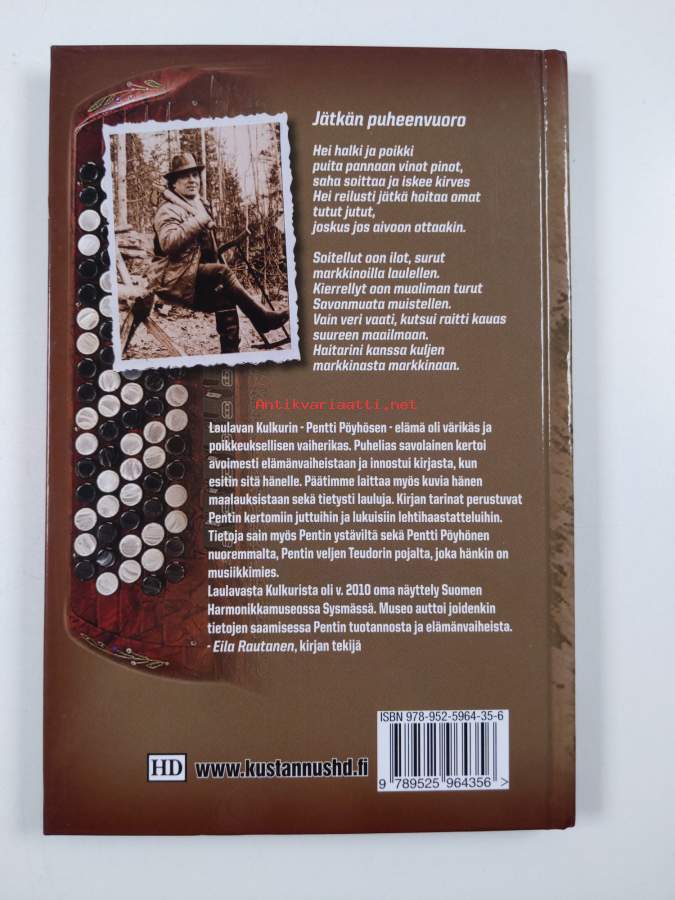 Jätkän puheenvuoro
Hei halki ja poikki
puita pannaan vinot pinot,
saha soittaa ja iskee kirves
Hei reilusti jätkä hoitaa omat
tutut jutut,
joskus jos aivoon ottaakin.
Soitellut oon ilot, surut
markkinoilla laulellen.
Kierrellyt oon mualiman turut
Savonmuata muistellen.
Vain veri vaati, kutsui raitti kauas
suureen maailmaan.
Haitarini kanssa kuljen
markkinasta markkinaan.
Antikvariaatti.net
Laulavan Kulkurin - Pentti Pöyhösen - elämä oli värikäs ja
poikkeuksellisen vaiherikas. Puhelias savolainen kertoi
avoimesti elämänvaiheistaan ja innostui kirjasta, kun
esitin sitä hänelle. Päätimme laittaa myös kuvia hänen
maalauksistaan sekä tietysti lauluja. Kirjan tarinat perustuvat
Pentin kertomiin juttuihin ja lukuisiin lehtihaastatteluihin.
Tietoja sain myös Pentin ystäviltä sekä Pentti Pöyhönen
nuoremmalta, Pentin veljen Teudorin pojalta, joka hänkin on
musiikkimies.
Laulavasta Kulkurista oli v. 2010 oma näyttely Suomen
Harmonikkamuseossa Sysmässä. Museo auttoi joidenkin
tietojen saamisessa Pentin tuotannosta ja elämänvaiheista.
- Eila Rautanen, kirjan tekijä
ISBN 978-952-5964-35-6
HD www.kustannushd.fi
9 789525 964356 >